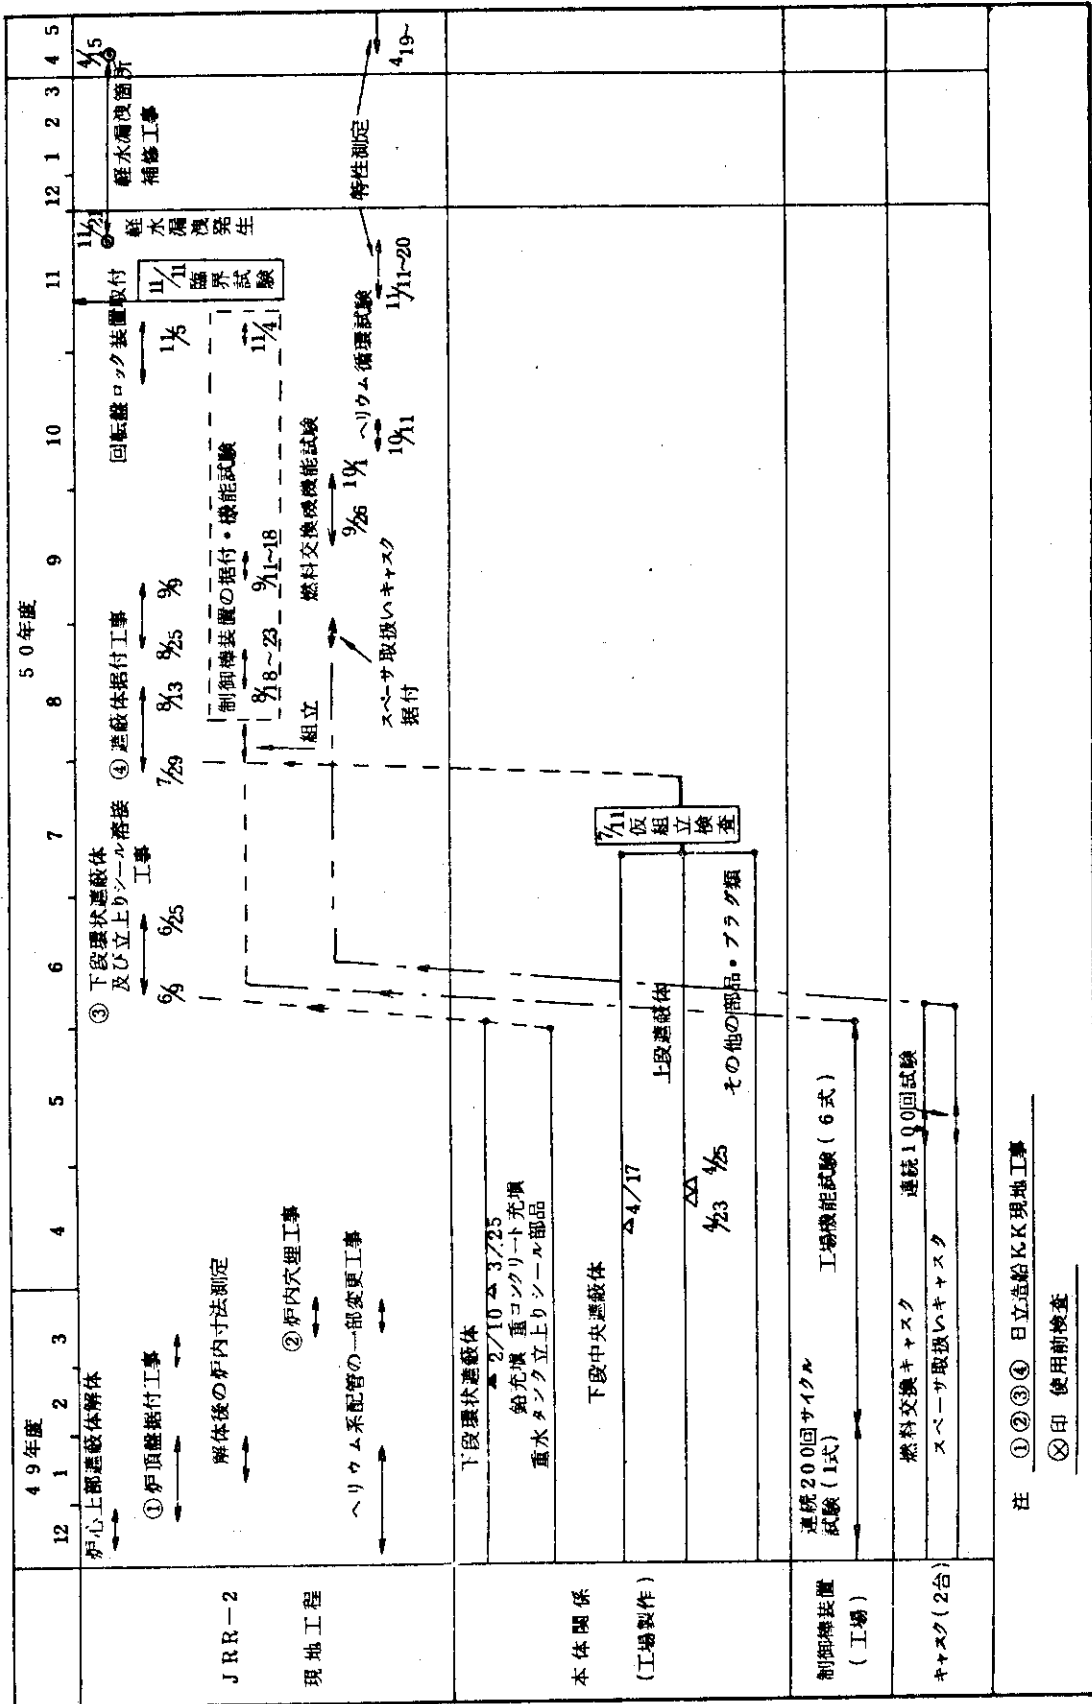 49年度
50年度
12 1 2 3 4 5 6 7 8 9 10 11 12 1 2 3 4 5
JRR-2
現地工程
炉心上部遮蔽体解体
①炉頂盤据付工事
解体後の炉内寸法測定
②炉内穴埋工事
ヘリウム系配管の一部変更工事
③ 下段環状遮蔽体
及び立上りシール溶接
工事
6/9
6/25
④ 遮蔽体据付工事
7/29
8/13
8/25
9/9
回転盤ロック装置取付
11/5
11/11
臨界試験
11/21
軽水漏洩発生
軽水漏洩箇所
補修工事
4/15
組立
制御棒装置の据付・機能試験
8/18~23
9/11~18
11/4
スペーサ取扱いキャスク
据付
燃料交換機機能試験
9/26
10/1
ヘリウム循環試験
10/11
11/11~20
特性測定
4/19~
本体関係
(工場製作)
下段環状遮蔽体
2/10
3/25
鉛充塡 重コンクリート充塡
重水タンク立上りシール部品
下段中央遮蔽体
4/17
上段遮蔽体
4/23
4/25
その他の部品・プラグ類
7/11
仮組立検査
制御棒装置
(工場)
連続200回サイクル
試験(1式)
工場機能試験(6式)
キャスク(2台)
燃料交換キャスク
連続100回試験
スペーサ取扱いキャスク
注 ①②③④ 日立造船K.K現地工事
⊗印 使用前検査